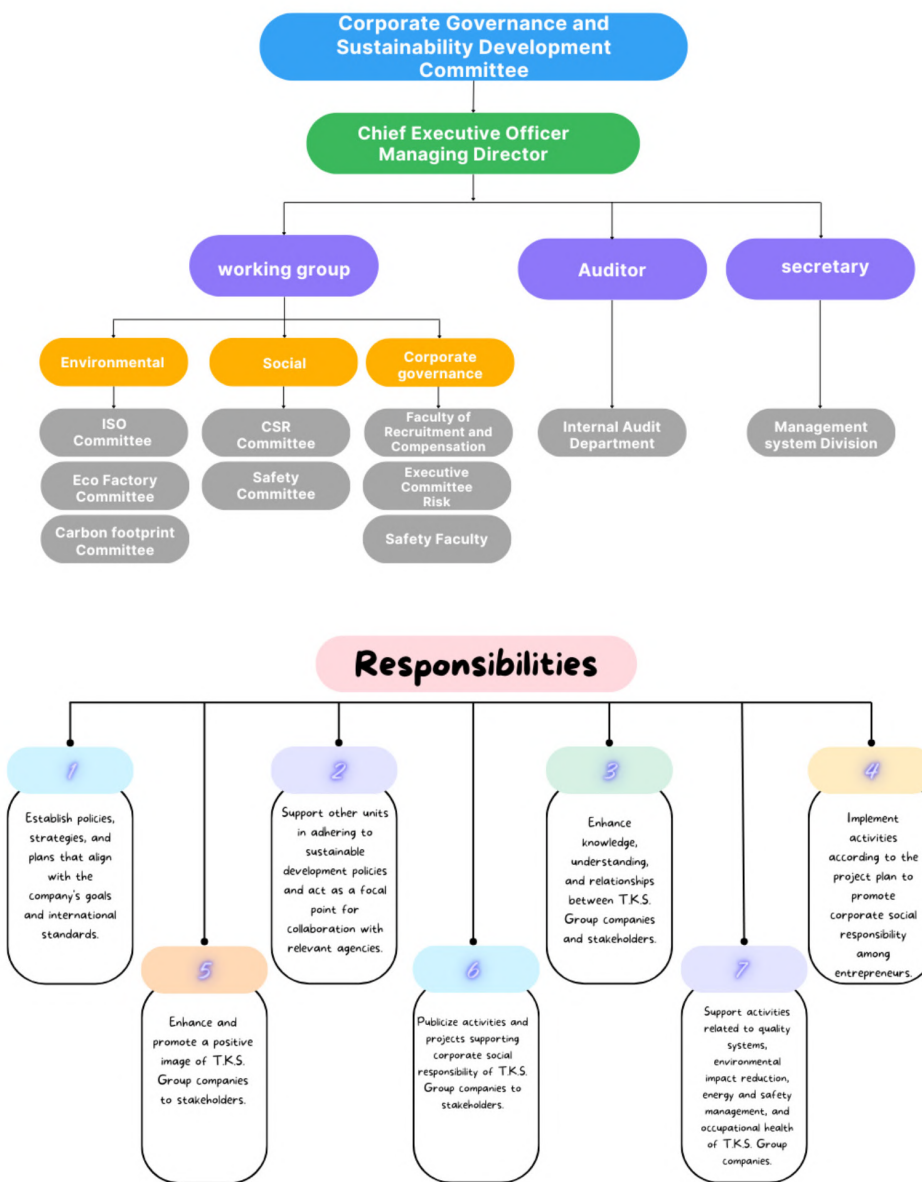 Corporate Governance and
Sustainability Development
Committee
Chief Executive Officer
Managing Director
working group
Auditor
secretary
Environmental
Social
Corporate
governance
ISO
Committee
CSR
Committee
Faculty of
Recruitment and
Compensation
Internal Audit
Department
Management
system Division
Eco Factory
Committee
Safety
Committee
Executive
Committee
Risk
Carbon footprint
Committee
Safety Faculty
Responsibilities
1
Establish policies,
strategies, and
plans that align
with the
company's goals
and international
standards.
2
Support other units
in adhering to
sustainable
development policies
and act as a focal
point for
collaboration with
relevant agencies.
3
Enhance
knowledge,
understanding,
and relationships
between T.K.S.
Group companies
and stakeholders.
4
Implement
activities
according to the
project plan to
promote
corporate social
responsibility
among
entrepreneurs.
5
Enhance and
promote a positive
image of T.K.S.
Group companies
to stakeholders.
6
Publicize activities and
projects supporting
corporate social
responsibility of T.K.S.
Group companies to
stakeholders.
7
Support activities
related to quality
systems,
environmental
impact reduction,
energy and safety
management, and
occupational health
of T.K.S. Group
companies.